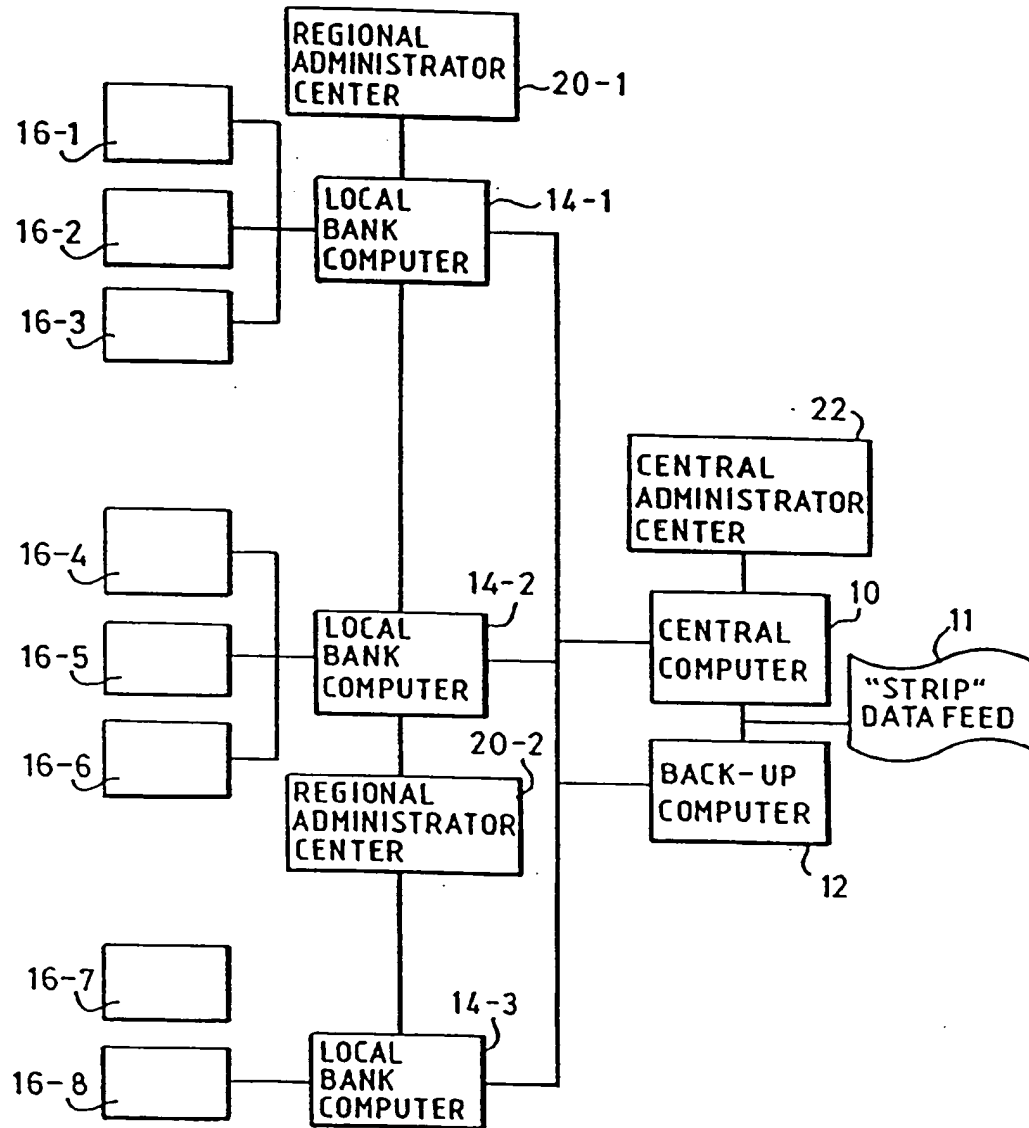 REGIONAL
ADMINISTRATOR
CENTER
20-1
16-1
LOCAL
BANK
COMPUTER
14-1
16-2
16-3
22
CENTRAL
ADMINISTRATOR
CENTER
16-4
14-2
10
11
LOCAL
BANK
COMPUTER
CENTRAL
COMPUTER
"STRIP"
DATA FEED
16-5
16-6
20-2
REGIONAL
ADMINISTRATOR
CENTER
BACK-UP
COMPUTER
12
16-7
14-3
LOCAL
BANK
COMPUTER
16-8